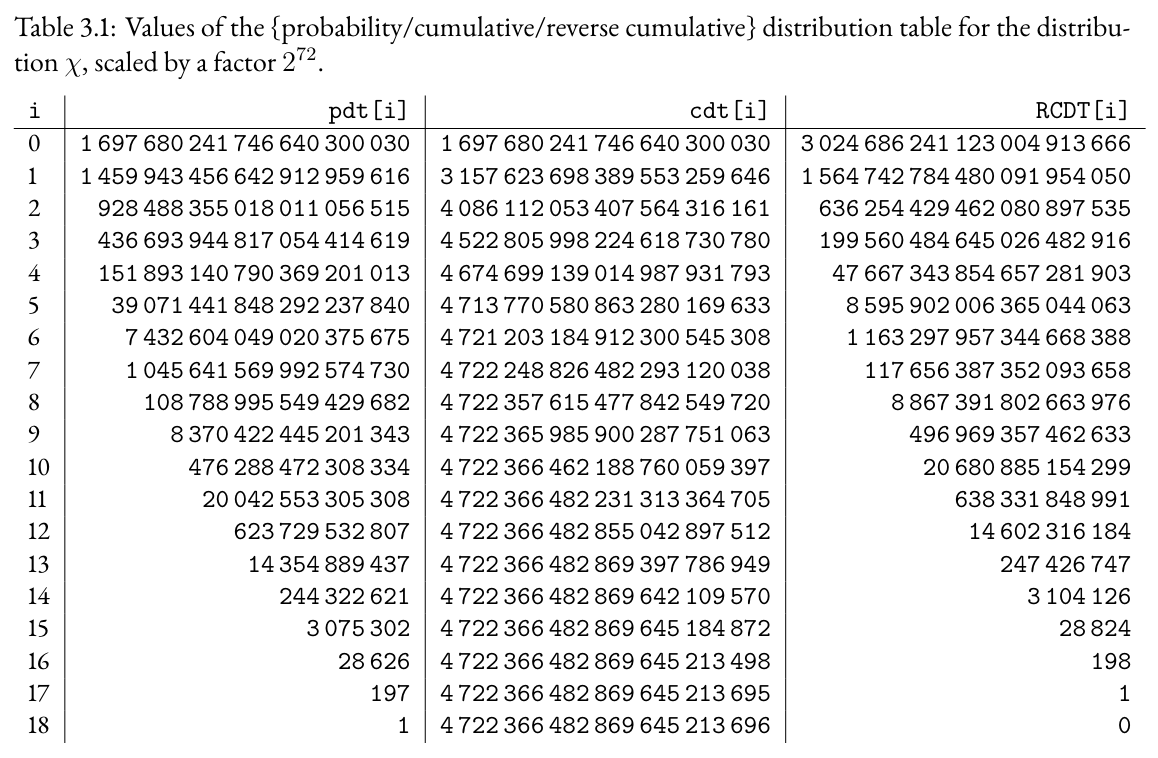 Table 3.1: Values of the {probability/cumulative/reverse cumulative} distribution table for the distribu-
tion χ, scaled by a factor 2^72.
i pdt[i] cdt[i] RCDT[i]
0 1 697 680 241 746 640 300 030 1 697 680 241 746 640 300 030 3 024 686 241 123 004 913 666
1 1 459 943 456 642 912 959 616 3 157 623 698 389 553 259 646 1 564 742 784 480 091 954 050
2 928 488 355 018 011 056 515 4 086 112 053 407 564 316 161 636 254 429 462 080 897 535
3 436 693 944 817 054 414 619 4 522 805 998 224 618 730 780 199 560 484 645 026 482 916
4 151 893 140 790 369 201 013 4 674 699 139 014 987 931 793 47 667 343 854 657 281 903
5 39 071 441 848 292 237 840 4 713 770 580 863 280 169 633 8 595 902 006 365 044 063
6 7 432 604 049 020 375 675 4 721 203 184 912 300 545 308 1 163 297 957 344 668 388
7 1 045 641 569 992 574 730 4 722 248 826 482 293 120 038 117 656 387 352 093 658
8 108 788 995 549 429 682 4 722 357 615 477 842 549 720 8 867 391 802 663 976
9 8 370 422 445 201 343 4 722 365 985 900 287 751 063 496 969 357 462 633
10 476 288 472 308 334 4 722 366 462 188 760 059 397 20 680 885 154 299
11 20 042 553 305 308 4 722 366 482 231 313 364 705 638 331 848 991
12 623 729 532 807 4 722 366 482 855 042 897 512 14 602 316 184
13 14 354 889 437 4 722 366 482 869 397 786 949 247 426 747
14 244 322 621 4 722 366 482 869 642 109 570 3 104 126
15 3 075 302 4 722 366 482 869 645 184 872 28 824
16 28 626 4 722 366 482 869 645 213 498 198
17 197 4 722 366 482 869 645 213 695 1
18 1 4 722 366 482 869 645 213 696 0